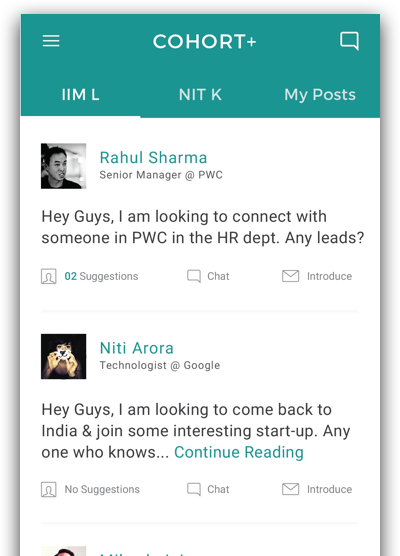 COHORT+
IIM L
NIT K
My Posts
Rahul Sharma
Senior Manager @ PWC
Hey Guys, I am looking to connect with
someone in PWC in the HR dept. Any leads?
02 Suggestions
Chat
Introduce
Niti Arora
Technologist @ Google
Hey Guys, I am looking to come back to
India & join some interesting start-up. Any
one who knows... Continue Reading
No Suggestions
Chat
Introduce